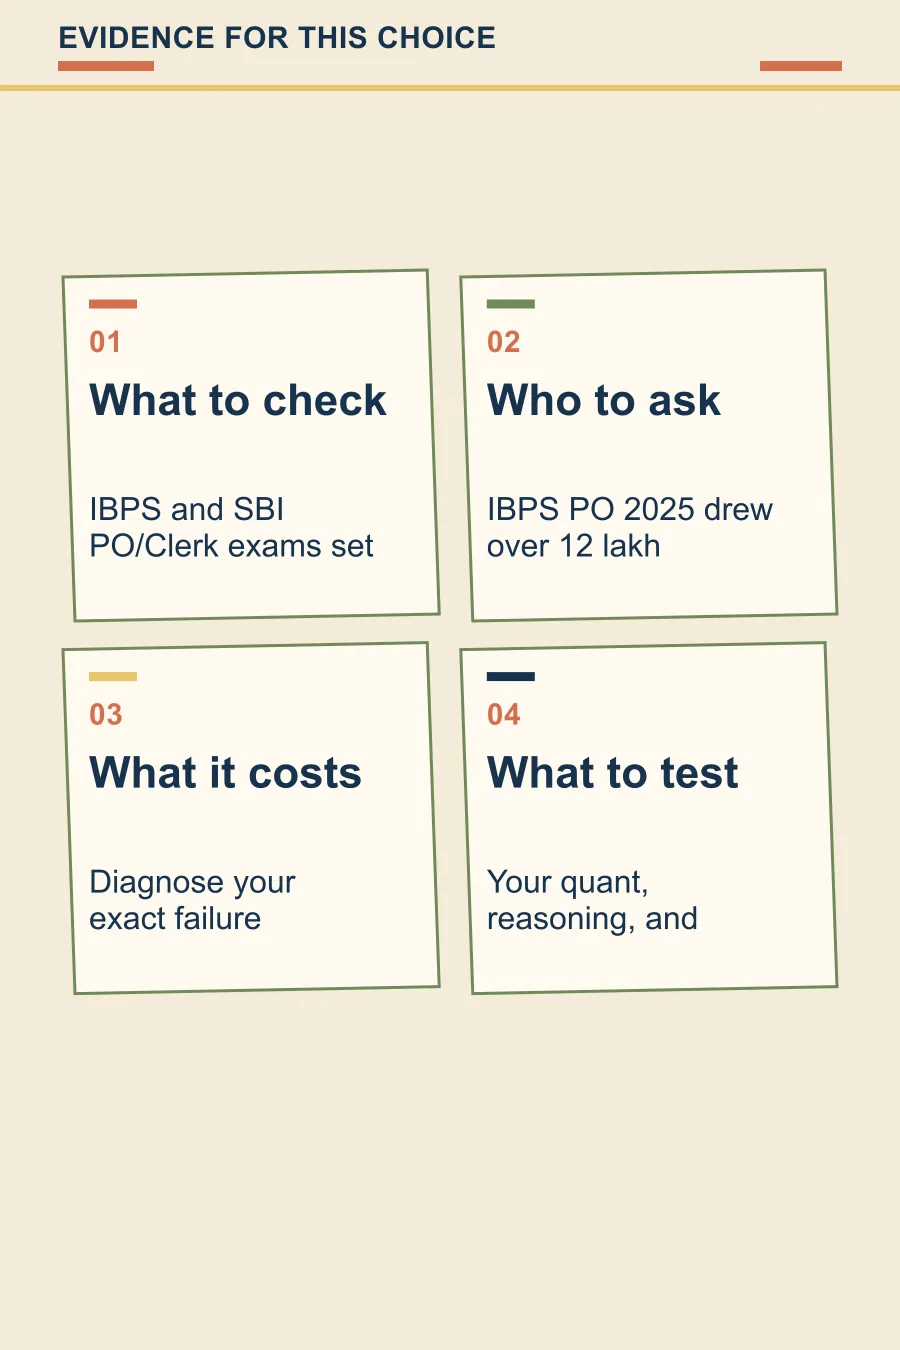 EVIDENCE FOR THIS CHOICE
01
What to check
IBPS and SBI
PO/Clerk exams set
02
Who to ask
IBPS PO 2025 drew
over 12 lakh
03
What it costs
Diagnose your
exact failure
04
What to test
Your quant,
reasoning, and